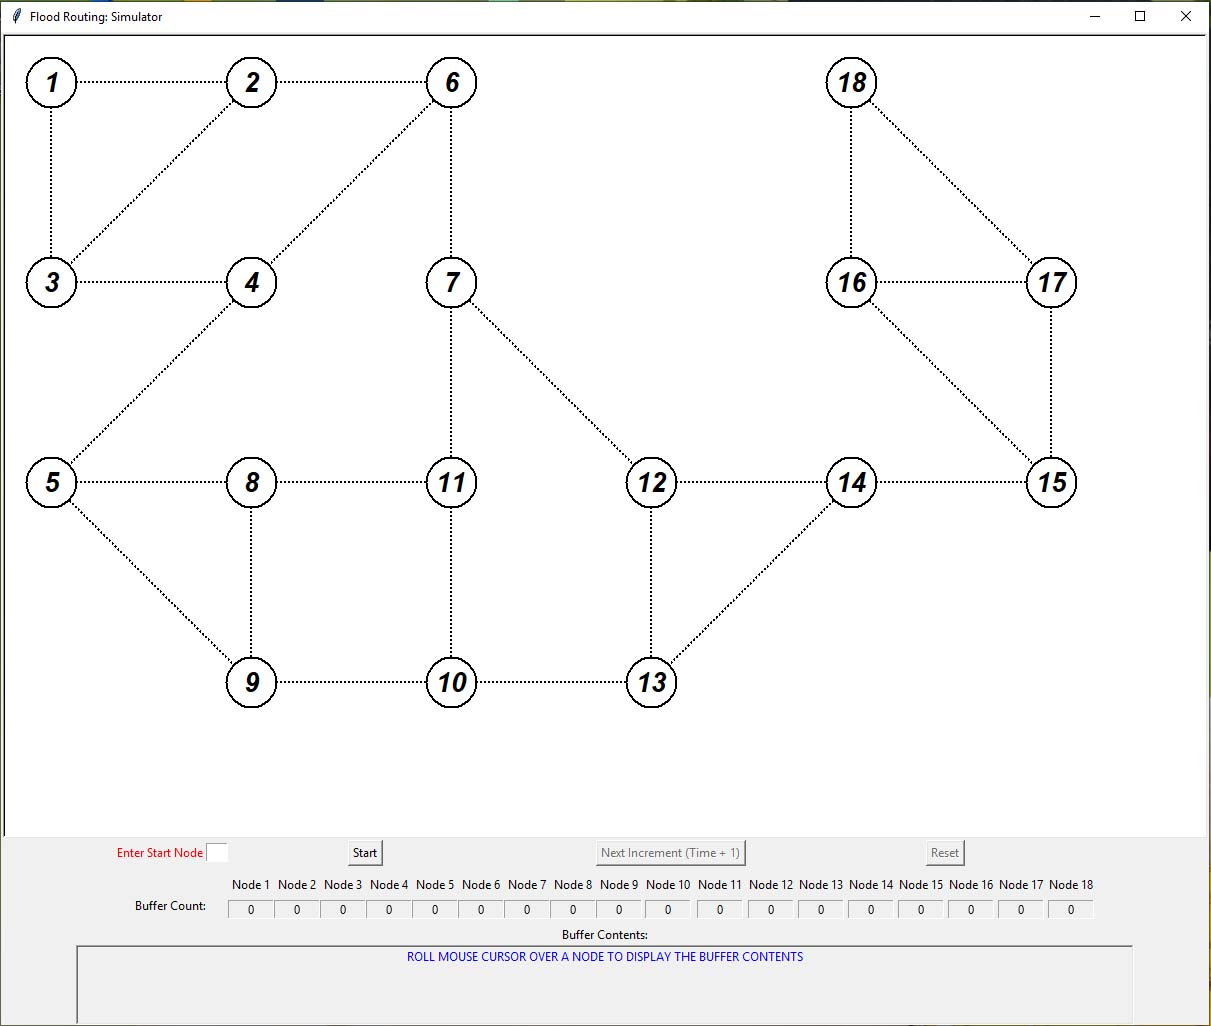 Flood Routing: Simulator
1 2 6 18
3 4 7 16 17
5 8 11 12 14 15
9 10 13
Enter Start Node Start Next Increment (Time + 1) Reset
Node 1 Node 2 Node 3 Node 4 Node 5 Node 6 Node 7 Node 8 Node 9 Node 10 Node 11 Node 12 Node 13 Node 14 Node 15 Node 16 Node 17 Node 18
Buffer Count: 0 0 0 0 0 0 0 0 0 0 0 0 0 0 0 0 0 0
Buffer Contents:
ROLL MOUSE CURSOR OVER A NODE TO DISPLAY THE BUFFER CONTENTS